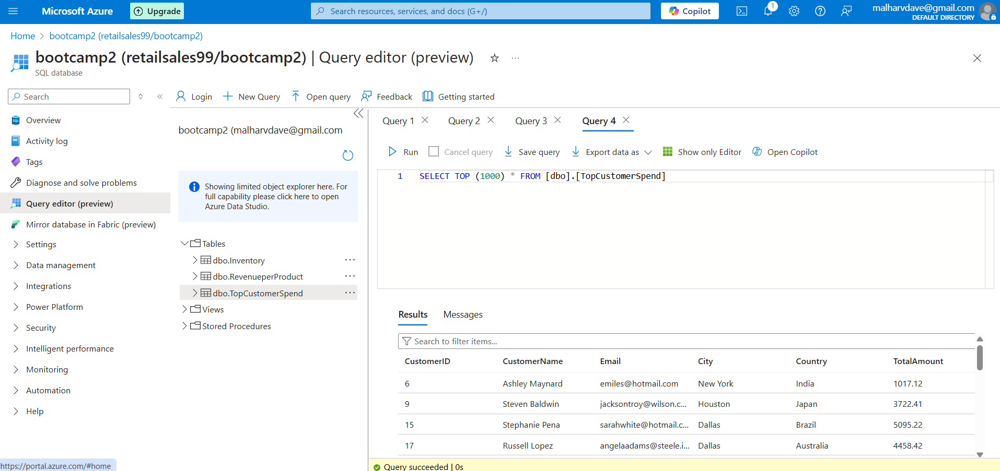 Microsoft Azure
Upgrade
Search resources, services, and docs (G+/)
Copilot
1
malharvdave@gmail.com
DEFAULT DIRECTORY
Home > bootcamp2 (retailsales99/bootcamp2)
bootcamp2 (retailsales99/bootcamp2) | Query editor (preview)
SQL database
Search
Login
New Query
Open query
Feedback
Getting started
Overview
Activity log
Tags
Diagnose and solve problems
Query editor (preview)
Mirror database in Fabric (preview)
Settings
Data management
Integrations
Power Platform
Security
Intelligent performance
Monitoring
Automation
Help
https://portal.azure.com/#home
bootcamp2 (malharvdave@gmail.com
Showing limited object explorer here. For
full capability please click here to open
Azure Data Studio.
Tables
dbo.Inventory
dbo.RevenueperProduct
dbo.TopCustomerSpend
Views
Stored Procedures
Query 1
Query 2
Query 3
Query 4
Run
Cancel query
Save query
Export data as
Show only Editor
Open Copilot
1 SELECT TOP (1000) * FROM [dbo].[TopCustomerSpend]
Results
Messages
Search to filter items...
CustomerID CustomerName Email City Country TotalAmount
6 Ashley Maynard emiles@hotmail.com New York India 1017.12
9 Steven Baldwin jacksontroy@wilson.c... Houston Japan 3722.41
15 Stephanie Pena sarahwhite@hotmail.c... Dallas Brazil 5095.22
17 Russell Lopez angelaadams@steele.i... Dallas Australia 4458.42
Query succeeded | 0s